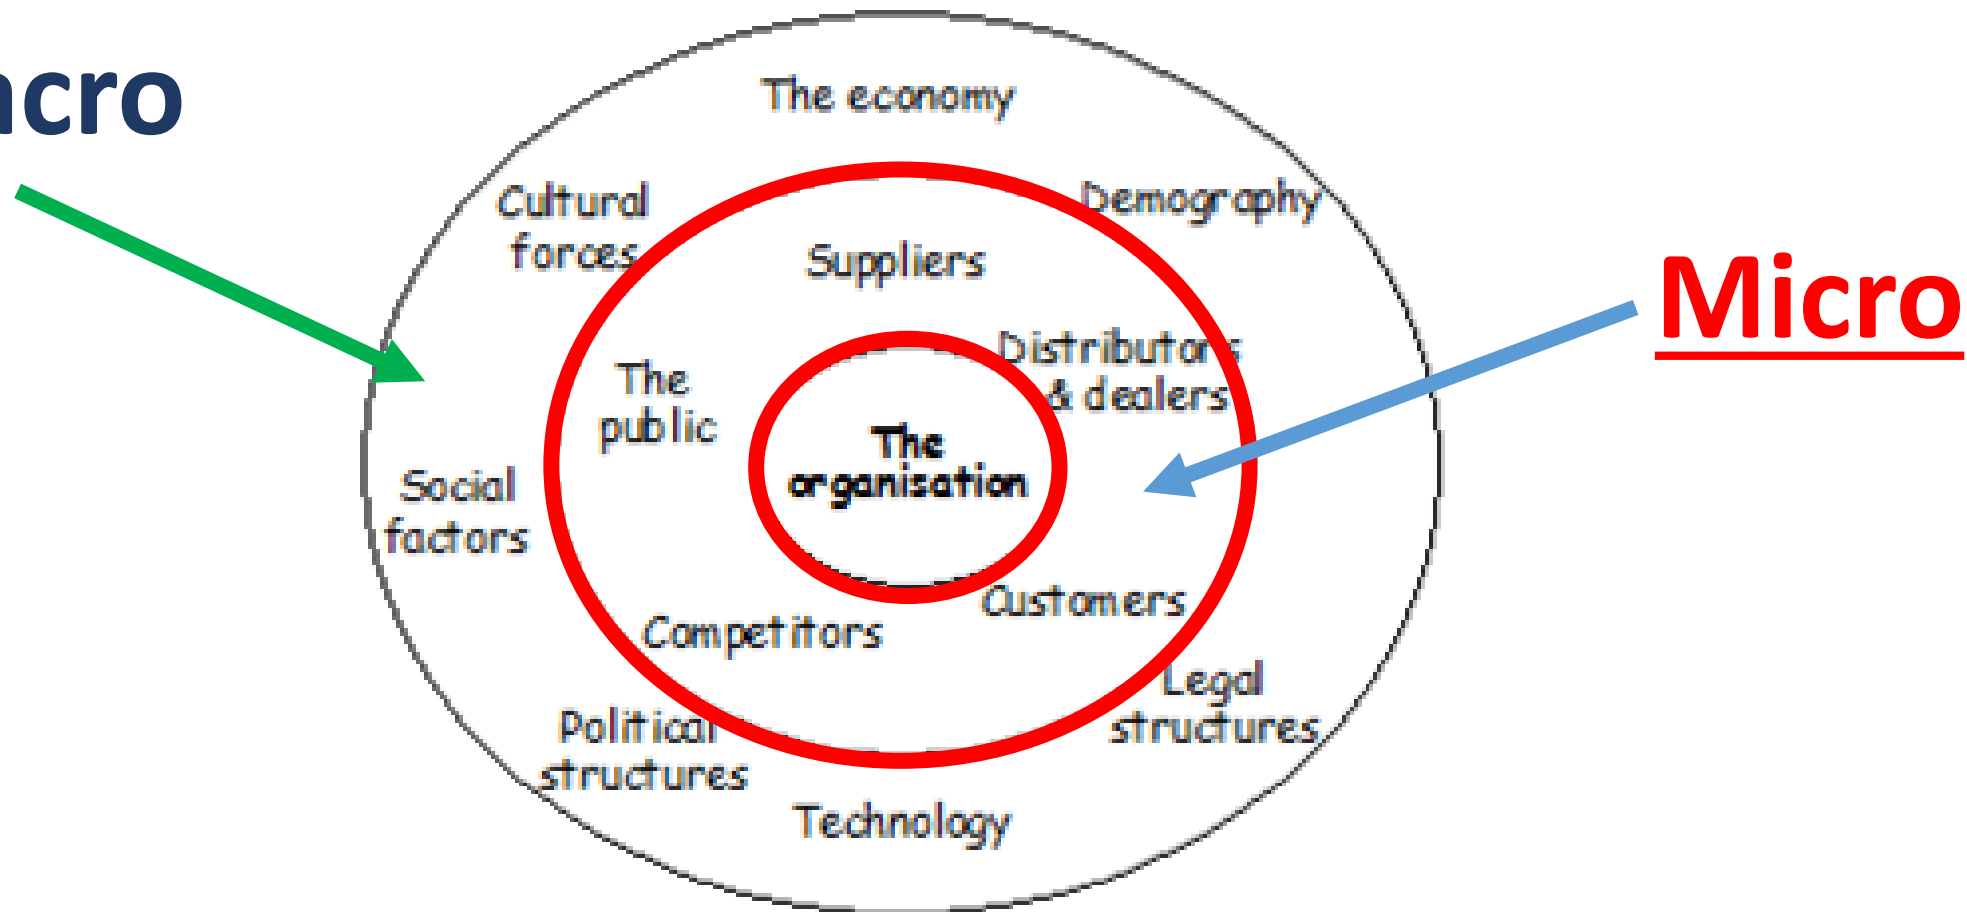 acro
The economy
Cultural
forces
Demography
Suppliers
Micro
Distributors
& dealers
The
public
The
organisation
Social
factors
Customers
Competitors
Legal
structures
Political
structures
Technology